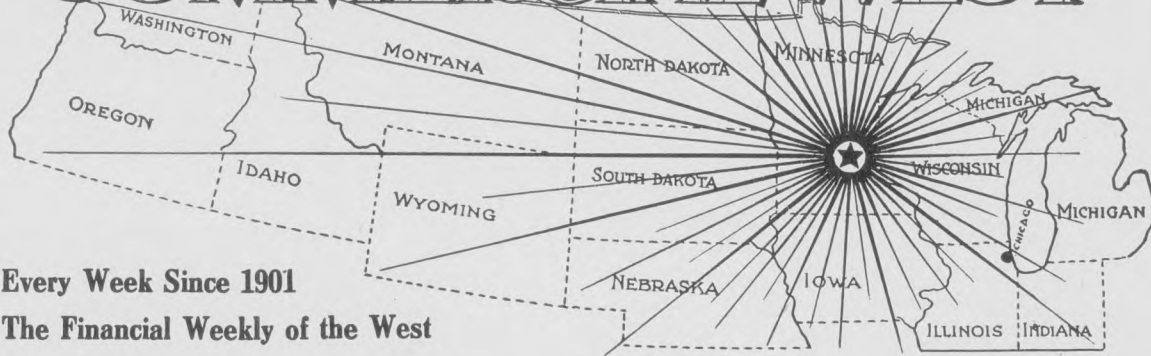 WASHINGTON
MONTANA
NORTH DAKOTA
MINNESOTA
MICHIGAN
OREGON
IDAHO
WYOMING
SOUTH DAKOTA
WISCONSIN
CHICAGO
MICHIGAN
NEBRASKA
IOWA
ILLINOIS
INDIANA
Every Week Since 1901
The Financial Weekly of the West